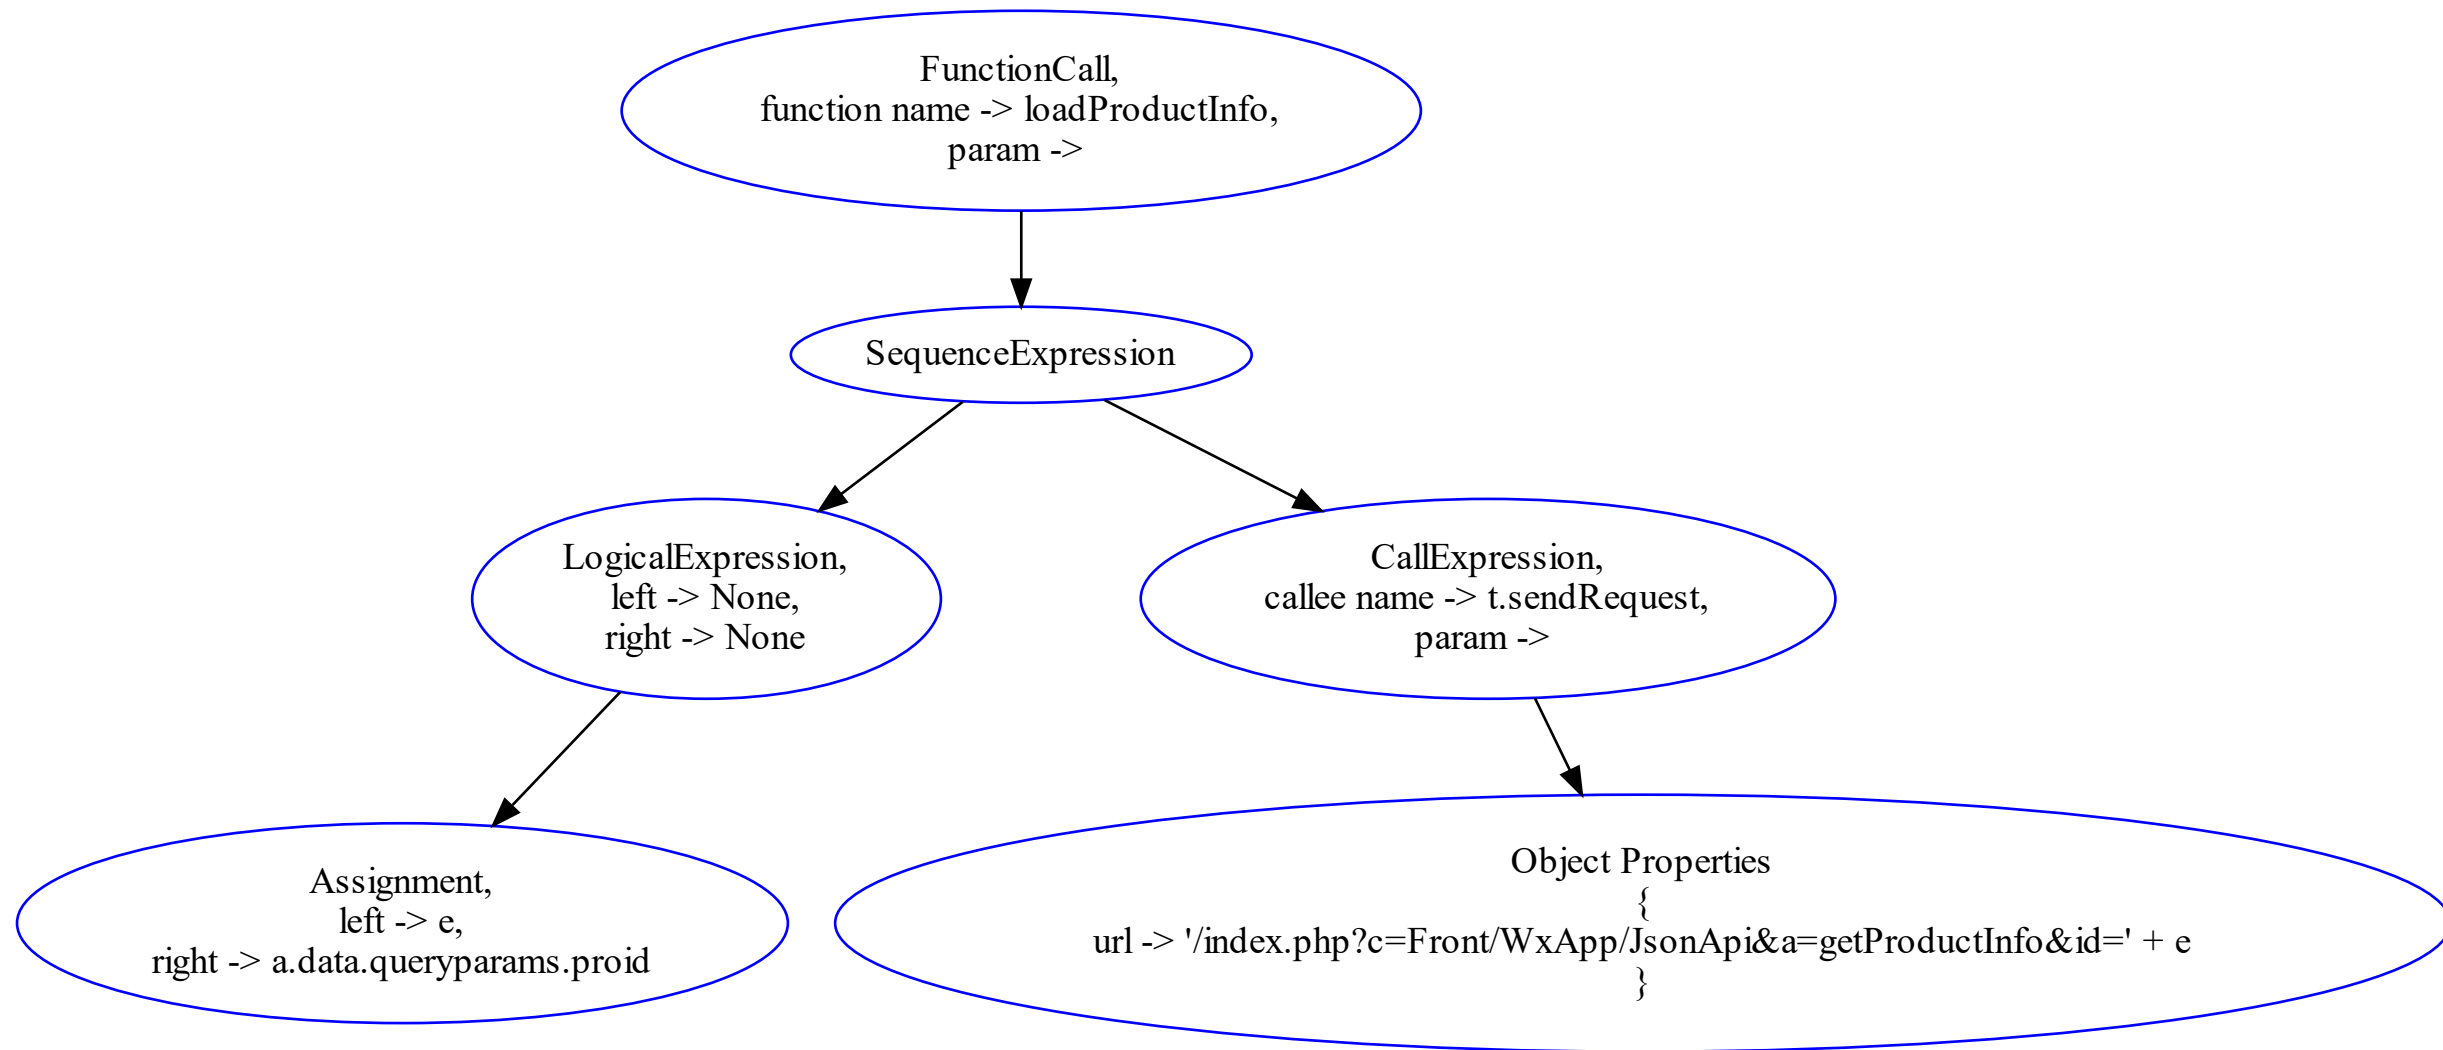 FunctionCall,
function name -> loadProductInfo,
param ->
SequenceExpression
LogicalExpression,
left -> None,
right -> None
CallExpression,
callee name -> t.sendRequest,
param ->
Assignment,
left -> e,
right -> a.data.queryparams.proid
Object Properties
{
url -> '/index.php?c=Front/WxApp/JsonApi&a=getProductInfo&id=' + e
}